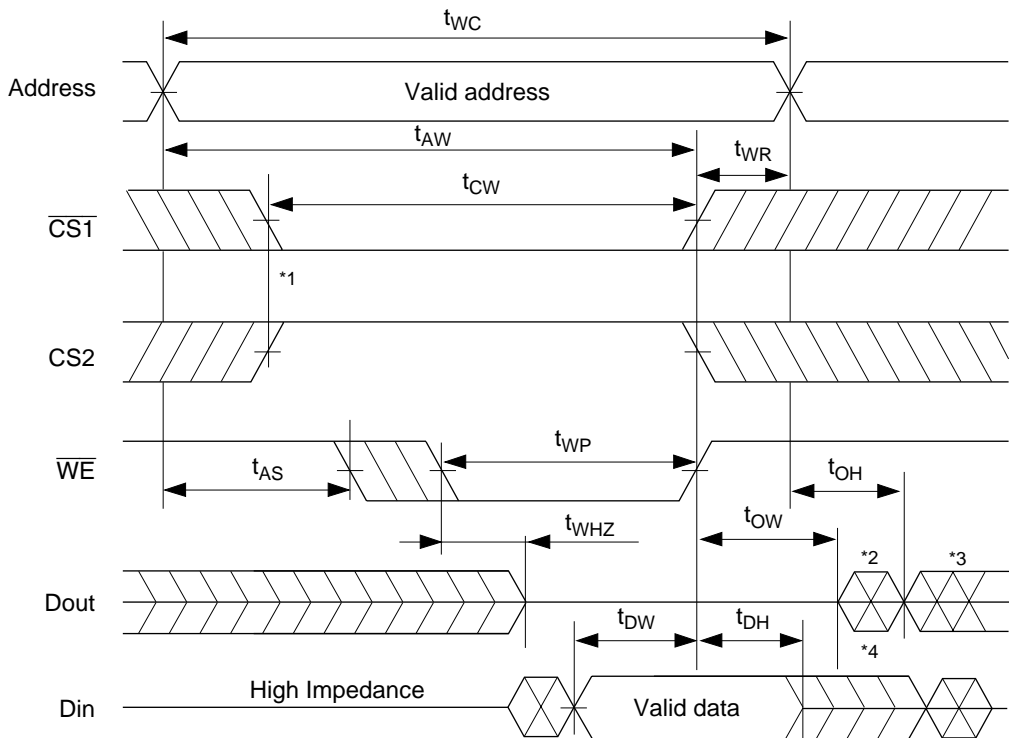 tWC
Address
Valid address
tAW
tWR
tCW
CS1
*1
CS2
WE
tWP
tAS
tOH
tWHZ
tOW
*2
*3
Dout
tDW
tDH
*4
High Impedance
Din
Valid data